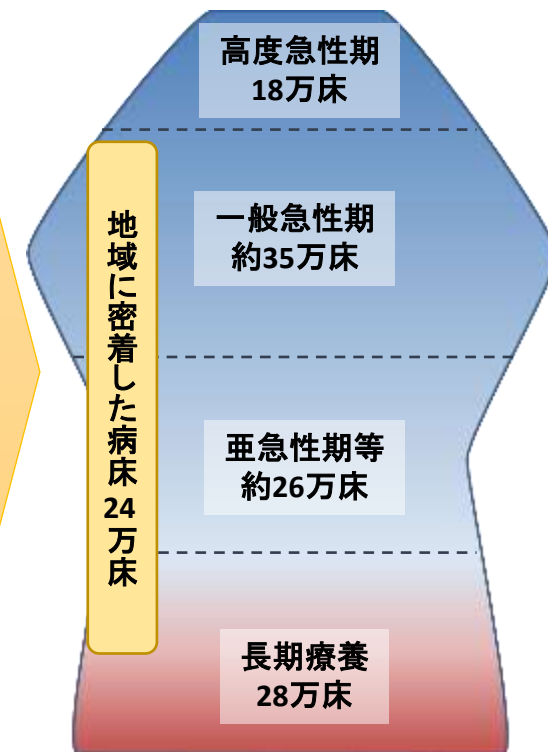 高度急性期
18万床
一般急性期
約35万床
地域に密着した病床24万床
亜急性期等
約26万床
長期療養
28万床